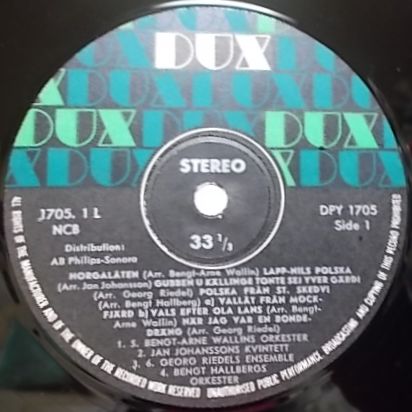 DUX
DUX DUX DUX
DUX DUX DUX
STEREO
J705. 1 L
NCB
Distribution:
AB Philips-Sonora
33 1/3
DPY 1705
Side 1
HORGALÅTEN (Arr. Bengt-Arne Wallin) LAPP-NILS POLSKA
(Arr. Jan Johansson) GUBBEN U KÄLLINGE TONTE SEJ YVER GÄRDI
(Arr. Georg Riedel) POLSKA FRÅN ST. SKEDVI
(Arr. Bengt Hallberg) a) VALLÅT FRÅN MOCK-
FJÄRD b) VALS EFTER OLA LANS (Arr. Bengt-
Arne Wallin) NÄR JAG VAR EN BONDE-
DRÄNG (Arr. Georg Riedel)
1. 5. BENGT-ARNE WALLINS ORKESTER
2. JAN JOHANSSONS KVINTETT
3. 6. GEORG RIEDELS ENSEMBLE
4. BENGT HALLBERGS
ORKESTER
ALL RIGHTS OF THE MANUFACTURER AND OF THE OWNER OF THE RECORDED WORK RESERVED UNAUTHORISED PUBLIC PERFORMANCE BROADCASTING AND COPYING OF THIS RECORD PROHIBITED